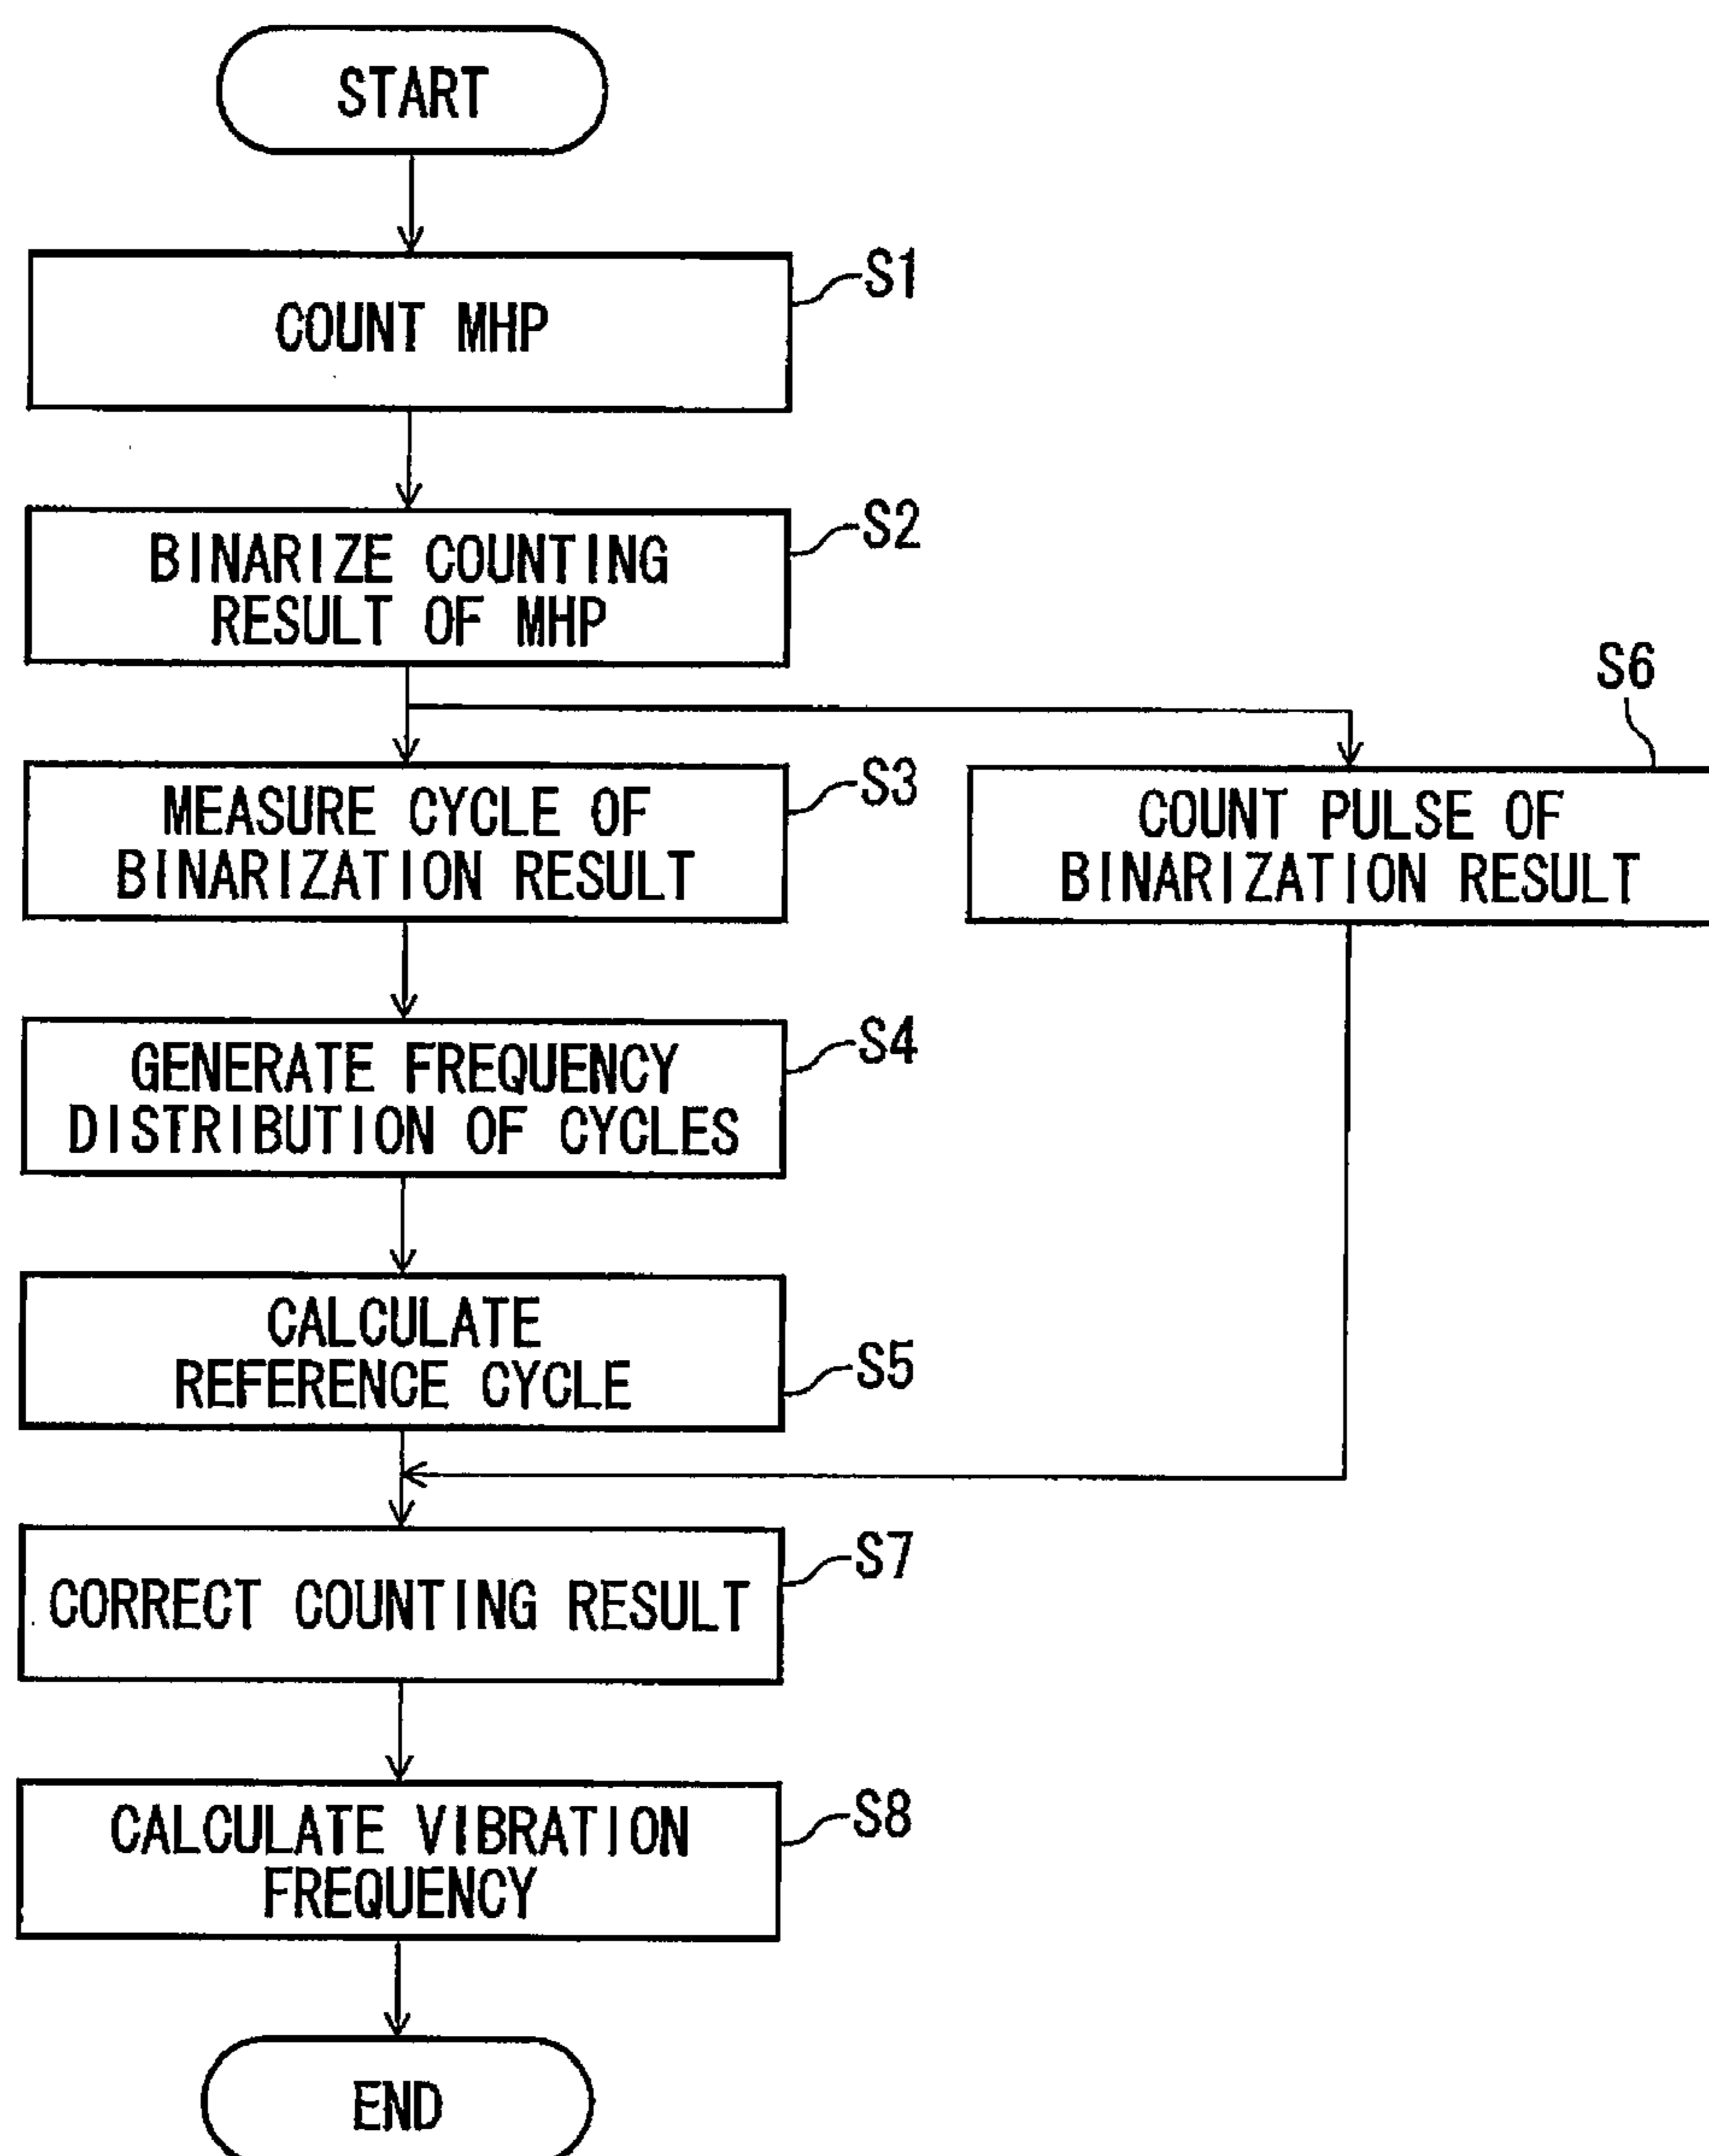 START
S1
COUNT MHP
S2
BINARIZE COUNTING
RESULT OF MHP
S6
S3
MEASURE CYCLE OF
BINARIZATION RESULT
COUNT PULSE OF
BINARIZATION RESULT
S4
GENERATE FREQUENCY
DISTRIBUTION OF CYCLES
CALCULATE
REFERENCE CYCLE
S5
S7
CORRECT COUNTING RESULT
S8
CALCULATE VIBRATION
FREQUENCY
END